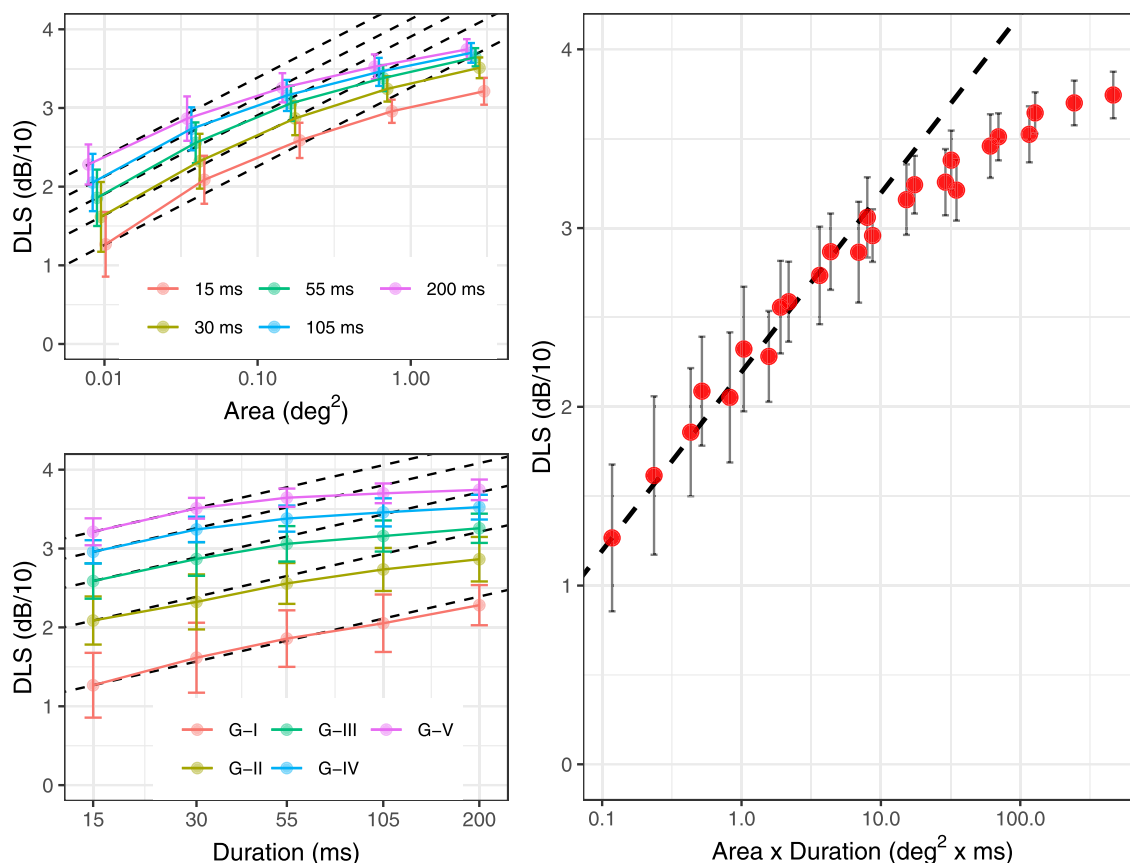 4
3
2
1
0
DLS (dB/10)
0.01 0.10 1.00
Area (deg²)
15 ms 55 ms 200 ms
30 ms 105 ms
4
3
2
1
0
DLS (dB/10)
15 30 55 105 200
Duration (ms)
G−I G−III G−V
G−II G−IV
4
3
2
1
0
DLS (dB/10)
0.1 1.0 10.0 100.0
Area x Duration (deg² x ms)